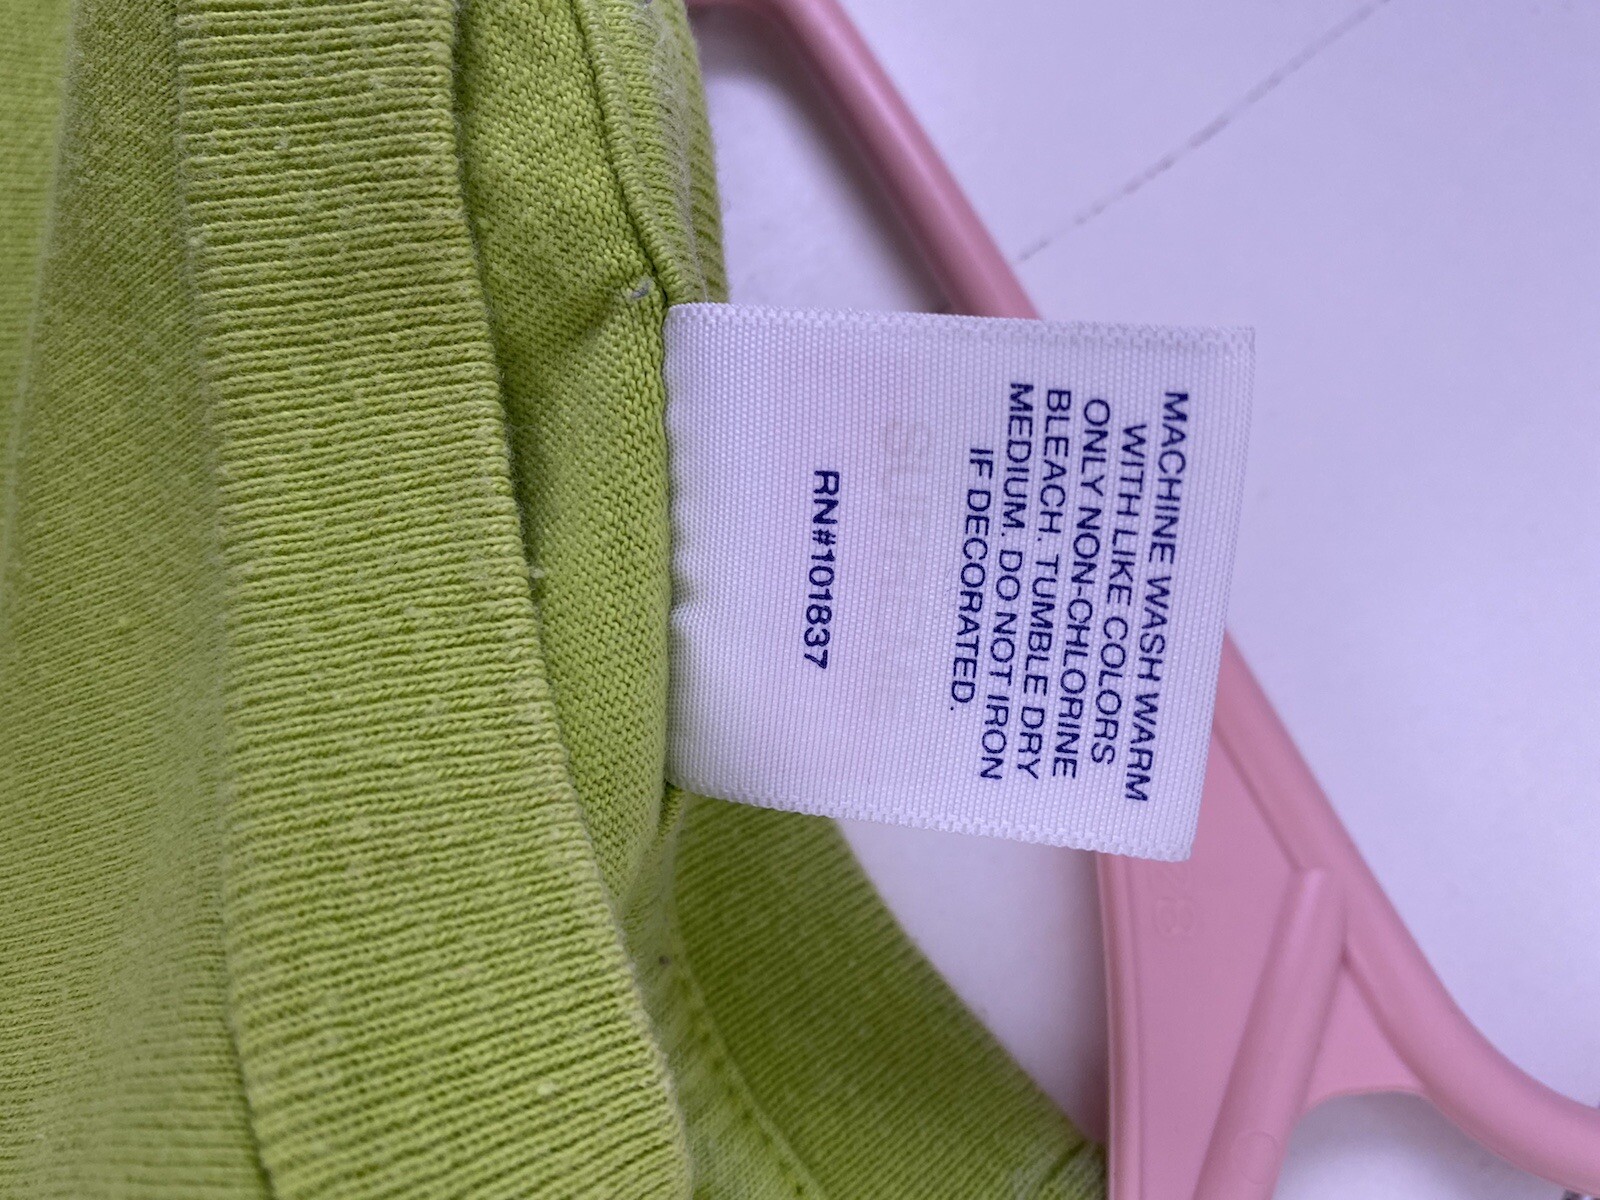 MACHINE WASH WARM
WITH LIKE COLORS
ONLY NON-CHLORINE
BLEACH. TUMBLE DRY
MEDIUM. DO NOT IRON
IF DECORATED.
RN#101837